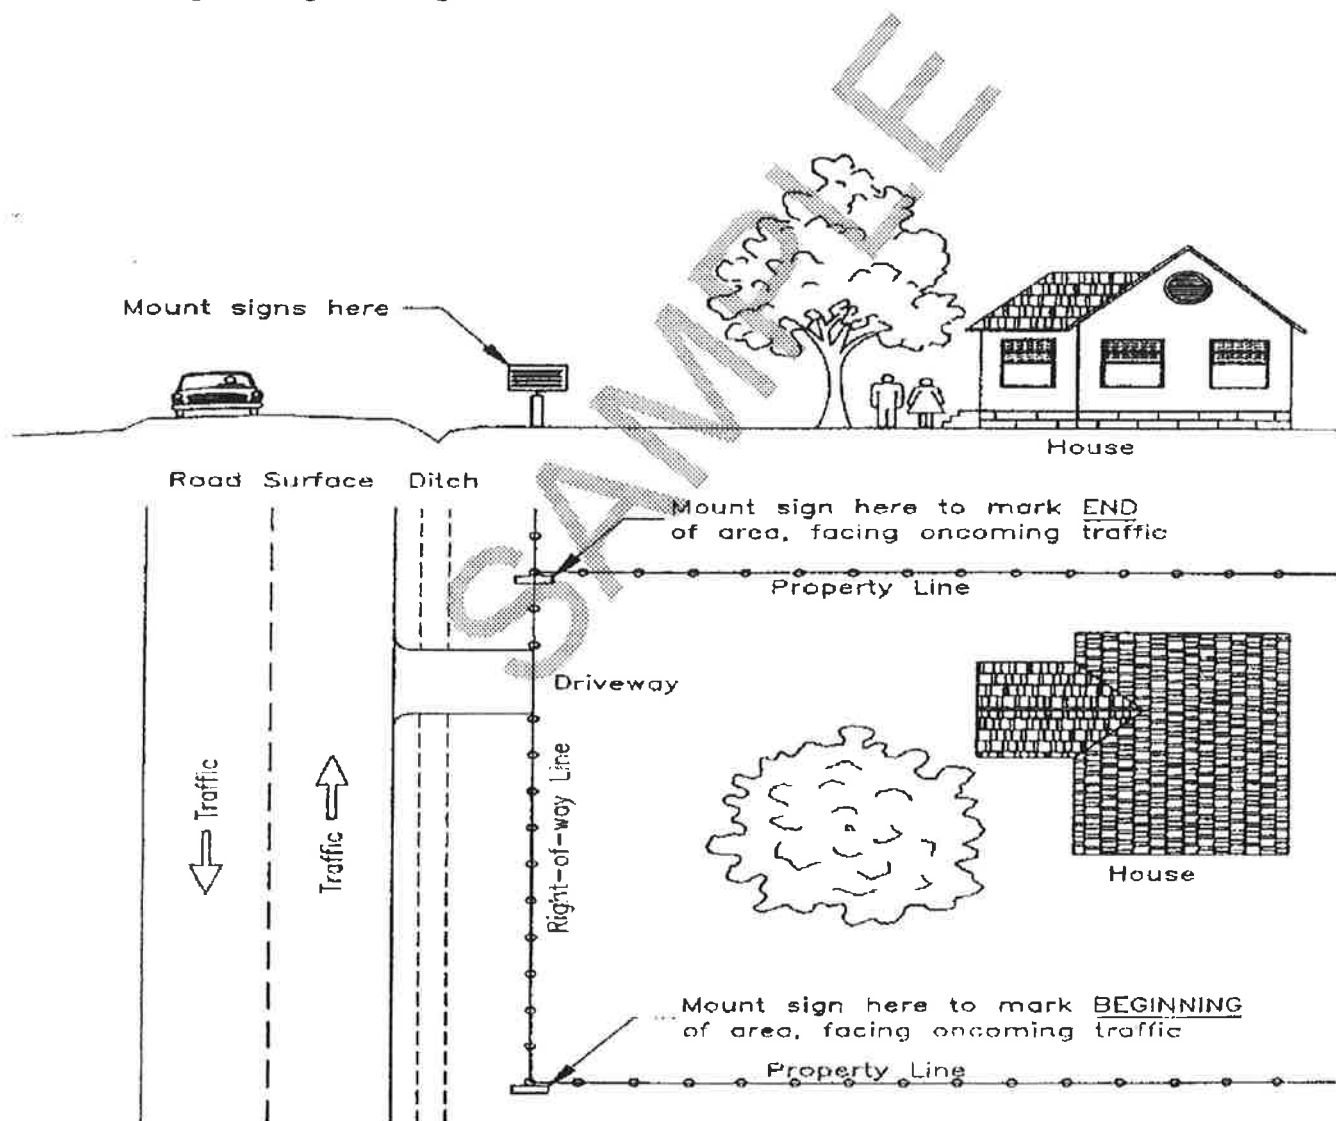 SAMPLE
Mount signs here
House
Road Surface Ditch
Mount sign here to mark END
of area, facing oncoming traffic
Property Line
Driveway
Traffic
Traffic
Right-of-way Line
House
Mount sign here to mark BEGINNING
of area, facing oncoming traffic
Property Line